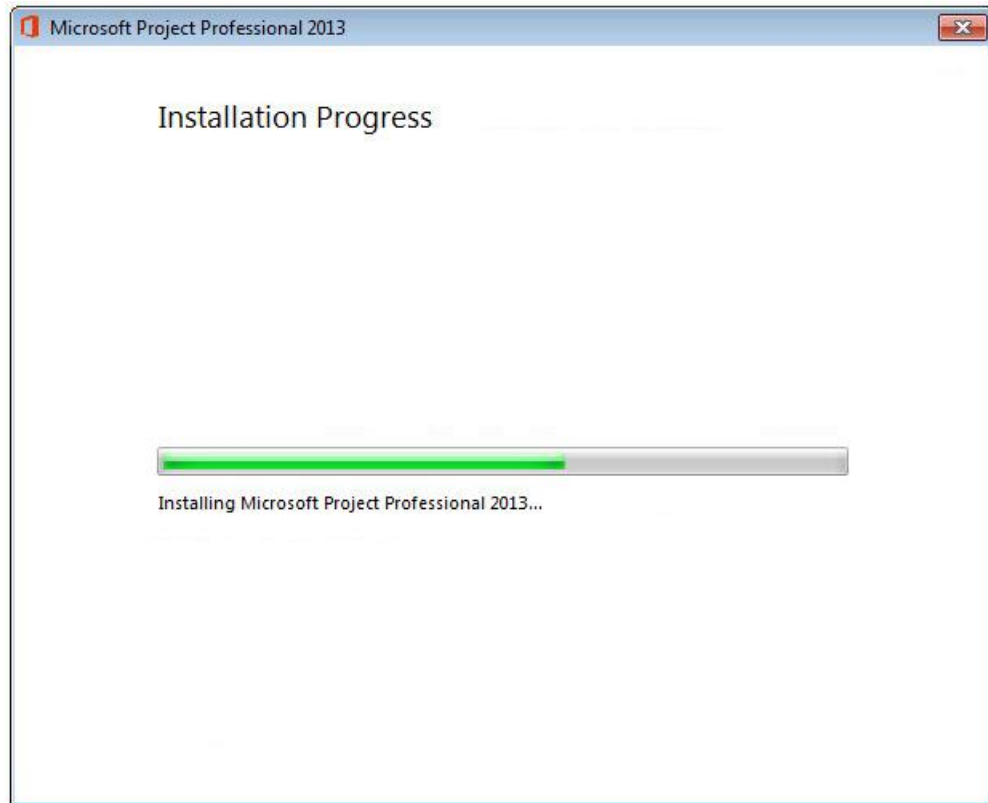 Microsoft Project Professional 2013
Installation Progress
Installing Microsoft Project Professional 2013...